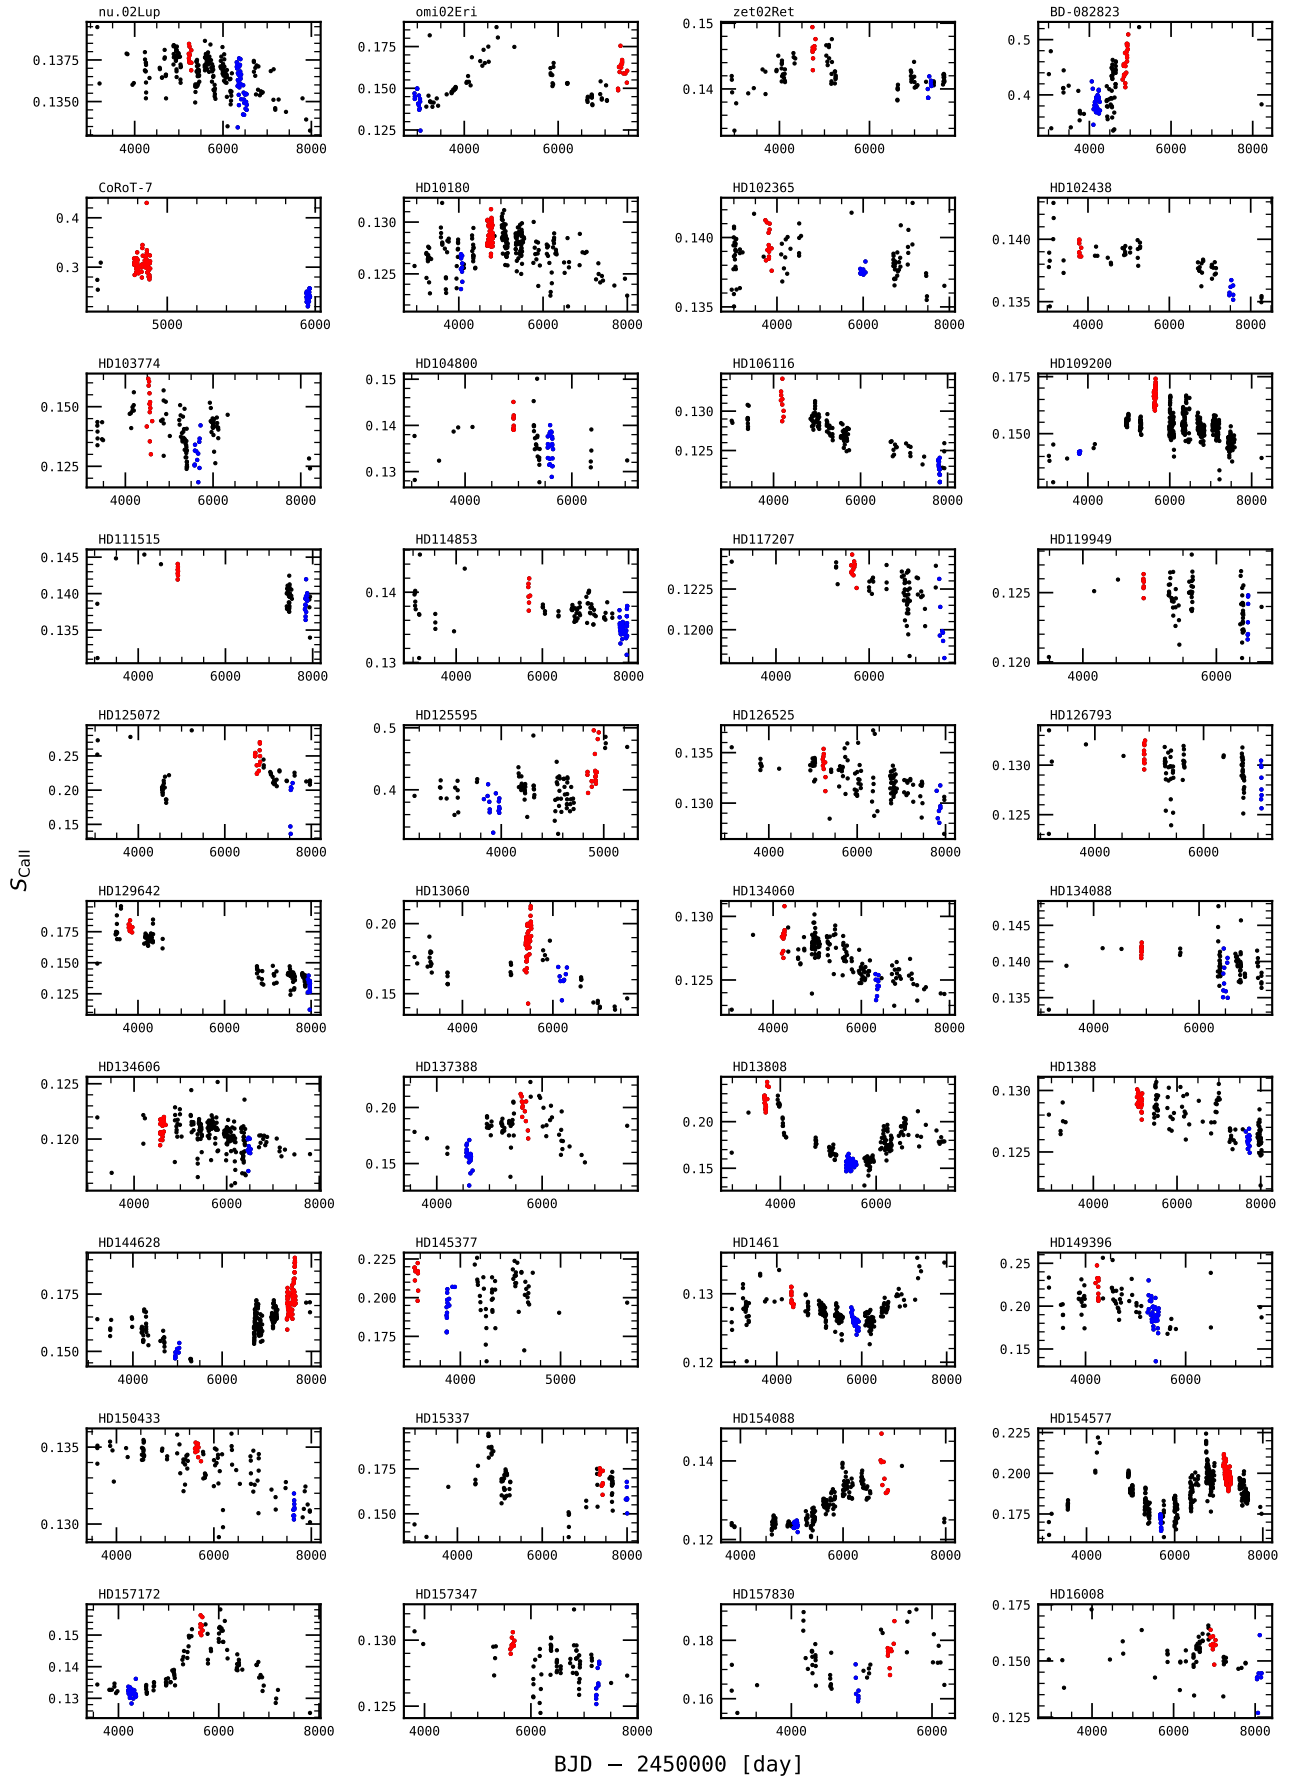 nu.02Lup omi02Eri zet02Ret BD-082823
0.1375 0.1350 0.175 0.150 0.125 0.15 0.14 0.5 0.4
4000 6000 8000 4000 6000 4000 6000 4000 6000 8000
CoRoT-7 HD10180 HD102365 HD102438
0.4 0.3 0.130 0.125 0.140 0.135 0.140 0.135
5000 6000 4000 6000 8000 4000 6000 8000 4000 6000 8000
HD103774 HD104800 HD106116 HD109200
0.150 0.125 0.15 0.14 0.13 0.130 0.125 0.175 0.150
4000 6000 8000 4000 6000 4000 6000 8000 4000 6000 8000
HD111515 HD114853 HD117207 HD119949
0.145 0.140 0.135 0.14 0.13 0.1225 0.1200 0.125 0.120
4000 6000 8000 4000 6000 8000 4000 6000 4000 6000
HD125072 HD125595 HD126525 HD126793
0.25 0.20 0.15 0.5 0.4 0.135 0.130 0.130 0.125
4000 6000 8000 4000 5000 4000 6000 8000 4000 6000
S_Call
HD129642 HD13060 HD134060 HD134088
0.175 0.150 0.125 0.20 0.15 0.130 0.125 0.145 0.140 0.135
4000 6000 8000 4000 6000 4000 6000 8000 4000 6000
HD134606 HD137388 HD13808 HD1388
0.125 0.120 0.20 0.15 0.20 0.15 0.130 0.125
4000 6000 8000 4000 6000 4000 6000 4000 6000 8000
HD144628 HD145377 HD1461 HD149396
0.175 0.150 0.225 0.200 0.175 0.13 0.12 0.25 0.20 0.15
4000 6000 8000 4000 5000 4000 6000 8000 4000 6000
HD150433 HD15337 HD154088 HD154577
0.135 0.130 0.175 0.150 0.14 0.12 0.225 0.200 0.175
4000 6000 8000 4000 6000 8000 4000 6000 8000 4000 6000 8000
HD157172 HD157347 HD157830 HD16008
0.15 0.14 0.13 0.130 0.125 0.18 0.16 0.175 0.150 0.125
4000 6000 8000 4000 6000 8000 4000 6000 4000 6000 8000
BJD − 2450000 [day]